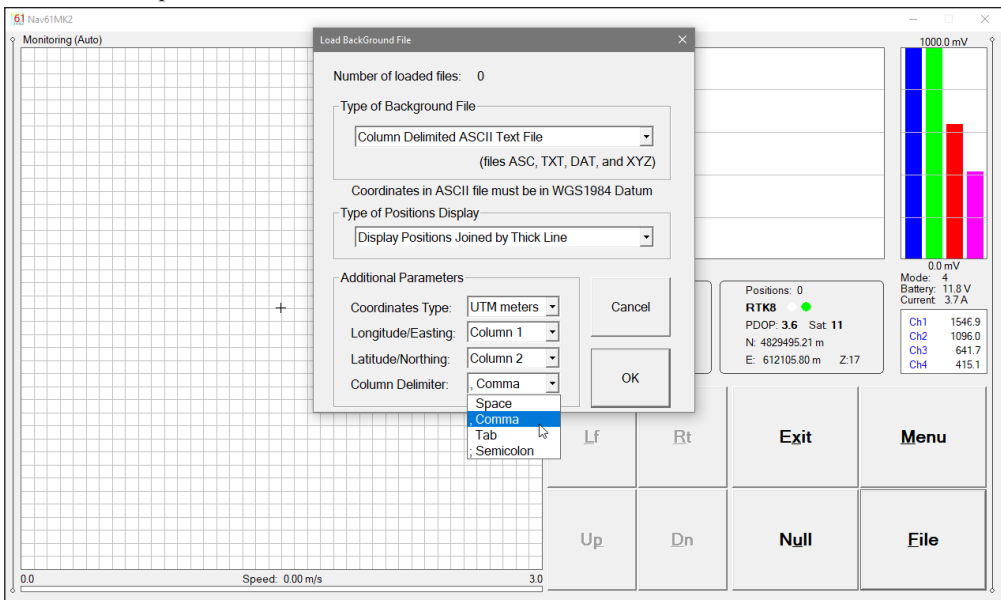 61 Nav61MK2
Monitoring (Auto)
Load BackGround File
Number of loaded files: 0
Type of Background File
Column Delimited ASCII Text File
(files ASC, TXT, DAT, and XYZ)
Coordinates in ASCII file must be in WGS1984 Datum
Type of Positions Display
Display Positions Joined by Thick Line
Additional Parameters
Coordinates Type: UTM meters
Longitude/Easting: Column 1
Latitude/Northing: Column 2
Column Delimiter: , Comma
Space
, Comma
Tab
; Semicolon
Cancel
OK
1000.0 mV
0.0 mV
Mode: 4
Battery: 11.8 V
Current: 3.7 A
Positions: 0
RTK8
PDOP: 3.6 Sat: 11
N: 4829495.21 m
E: 612105.80 m Z:17
Ch1 1546.9
Ch2 1096.0
Ch3 641.7
Ch4 415.1
Lf
Rt
Exit
Menu
Up
Dn
Null
File
0.0 Speed: 0.00 m/s 3.0